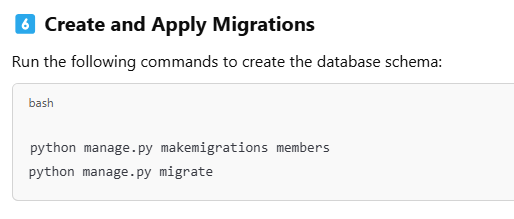 6 Create and Apply Migrations
Run the following commands to create the database schema:
bash
python manage.py makemigrations members
python manage.py migrate